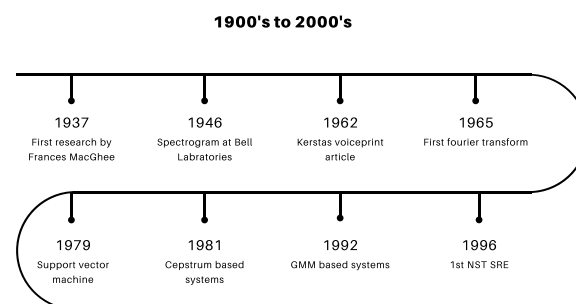 1900's to 2000's
1937
First research by
Frances MacGhee
1946
Spectrogram at Bell
Labratories
1962
Kerstas voiceprint
article
1965
First fourier transform
1979
Support vector
machine
1981
Cepstrum based
systems
1992
GMM based systems
1996
1st NST SRE